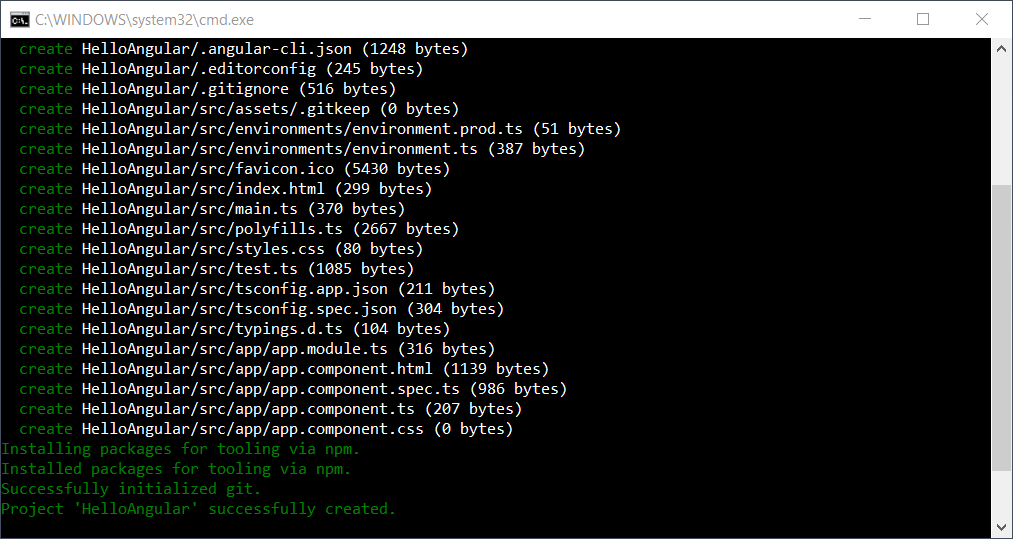 C:\WINDOWS\system32\cmd.exe
create HelloAngular/.angular-cli.json (1248 bytes)
create HelloAngular/.editorconfig (245 bytes)
create HelloAngular/.gitignore (516 bytes)
create HelloAngular/src/assets/.gitkeep (0 bytes)
create HelloAngular/src/environments/environment.prod.ts (51 bytes)
create HelloAngular/src/environments/environment.ts (387 bytes)
create HelloAngular/src/favicon.ico (5430 bytes)
create HelloAngular/src/index.html (299 bytes)
create HelloAngular/src/main.ts (370 bytes)
create HelloAngular/src/polyfills.ts (2667 bytes)
create HelloAngular/src/styles.css (80 bytes)
create HelloAngular/src/test.ts (1085 bytes)
create HelloAngular/src/tsconfig.app.json (211 bytes)
create HelloAngular/src/tsconfig.spec.json (304 bytes)
create HelloAngular/src/typings.d.ts (104 bytes)
create HelloAngular/src/app/app.module.ts (316 bytes)
create HelloAngular/src/app/app.component.html (1139 bytes)
create HelloAngular/src/app/app.component.spec.ts (986 bytes)
create HelloAngular/src/app/app.component.ts (207 bytes)
create HelloAngular/src/app/app.component.css (0 bytes)
Installing packages for tooling via npm.
Installed packages for tooling via npm.
Successfully initialized git.
Project 'HelloAngular' successfully created.